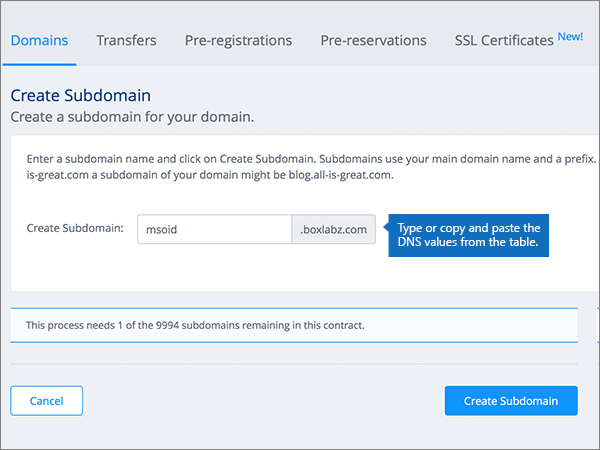 Domains Transfers Pre-registrations Pre-reservations SSL Certificates New!
Create Subdomain
Create a subdomain for your domain.
Enter a subdomain name and click on Create Subdomain. Subdomains use your main domain name and a prefix.
is-great.com a subdomain of your domain might be blog.all-is-great.com.
Create Subdomain: msoid .boxlabz.com
Type or copy and paste the
DNS values from the table.
This process needs 1 of the 9994 subdomains remaining in this contract.
Cancel Create Subdomain